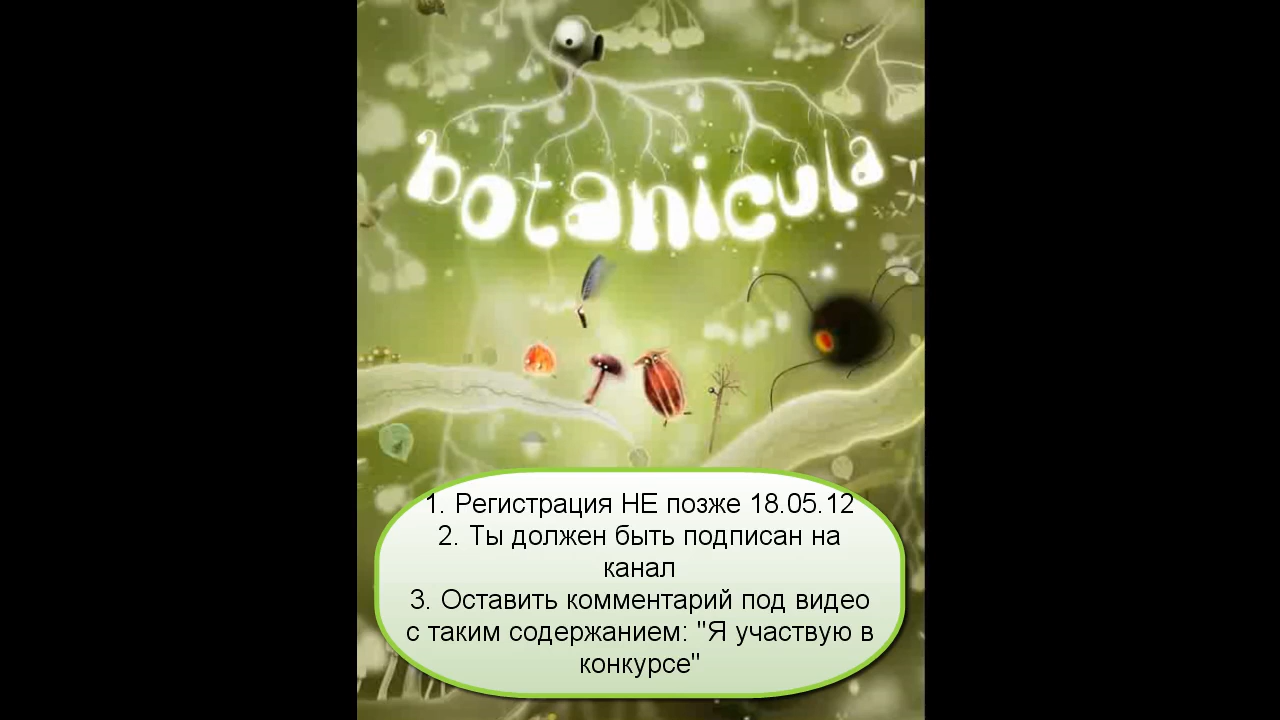 botanicula
1. Регистрация НЕ позже 18.05.12
2. Ты должен быть подписан на
канал
3. Оставить комментарий под видео
с таким содержанием: "Я участвую в
конкурсе"